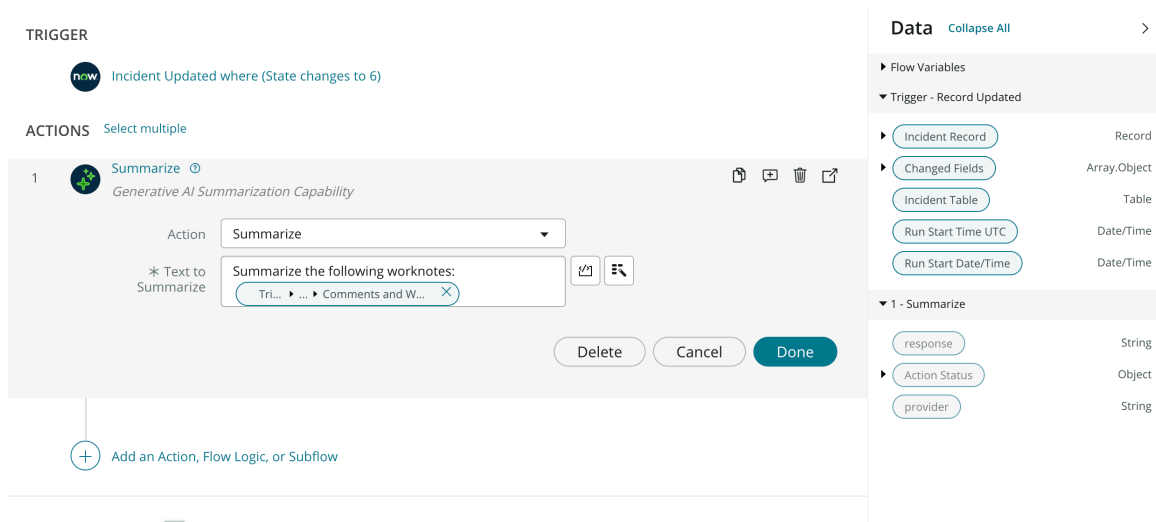 TRIGGER
now
Incident Updated where (State changes to 6)
ACTIONS Select multiple
1
Summarize
Generative AI Summarization Capability
Action
Summarize
* Text to Summarize
Summarize the following worknotes:
Tri... ▸ ... ▸ Comments and W...
Delete Cancel Done
Add an Action, Flow Logic, or Subflow
Data Collapse All
Flow Variables
Trigger - Record Updated
Incident Record Record
Changed Fields Array.Object
Incident Table Table
Run Start Time UTC Date/Time
Run Start Date/Time Date/Time
1 - Summarize
response String
Action Status Object
provider String